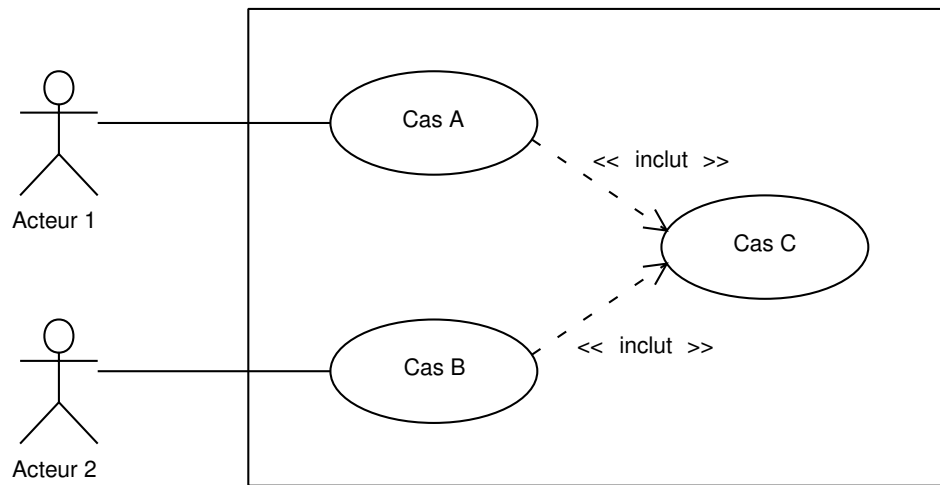 Cas A
<< inclut >>
Acteur 1
Cas C
<< inclut >>
Cas B
Acteur 2